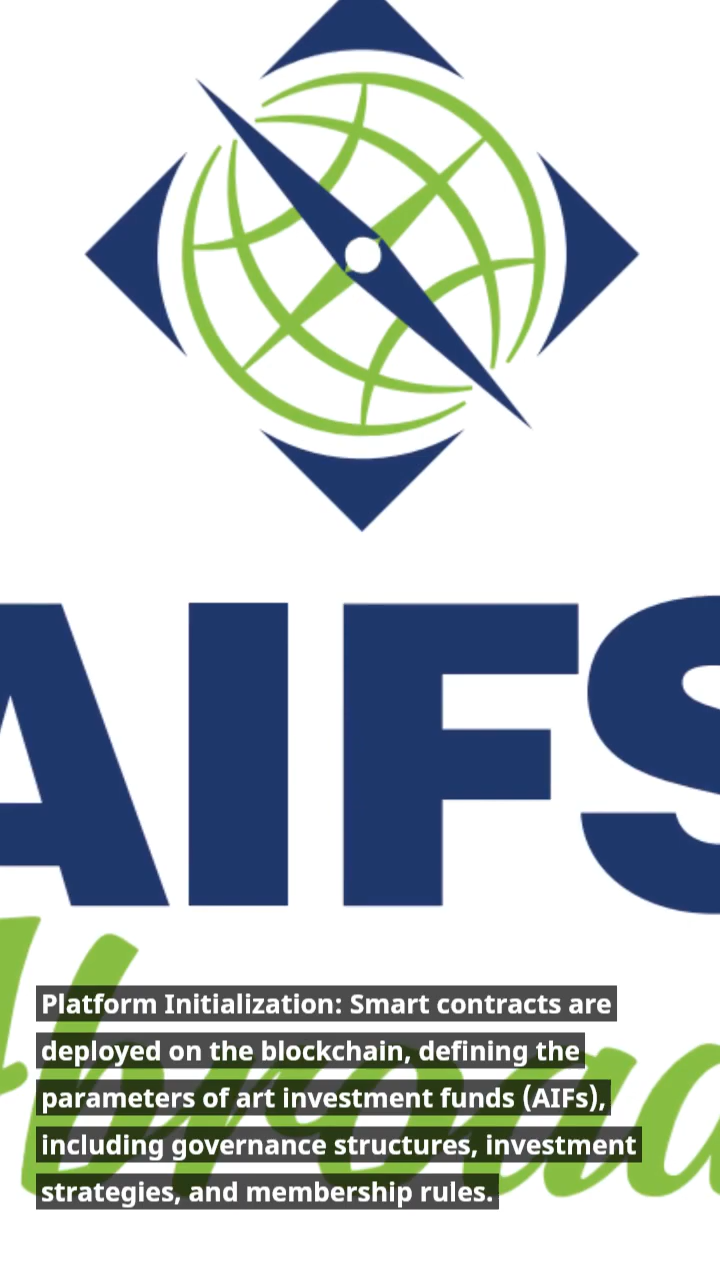 AIFS
Abroad
Platform Initialization: Smart contracts are
deployed on the blockchain, defining the
parameters of art investment funds (AIFs),
including governance structures, investment
strategies, and membership rules.